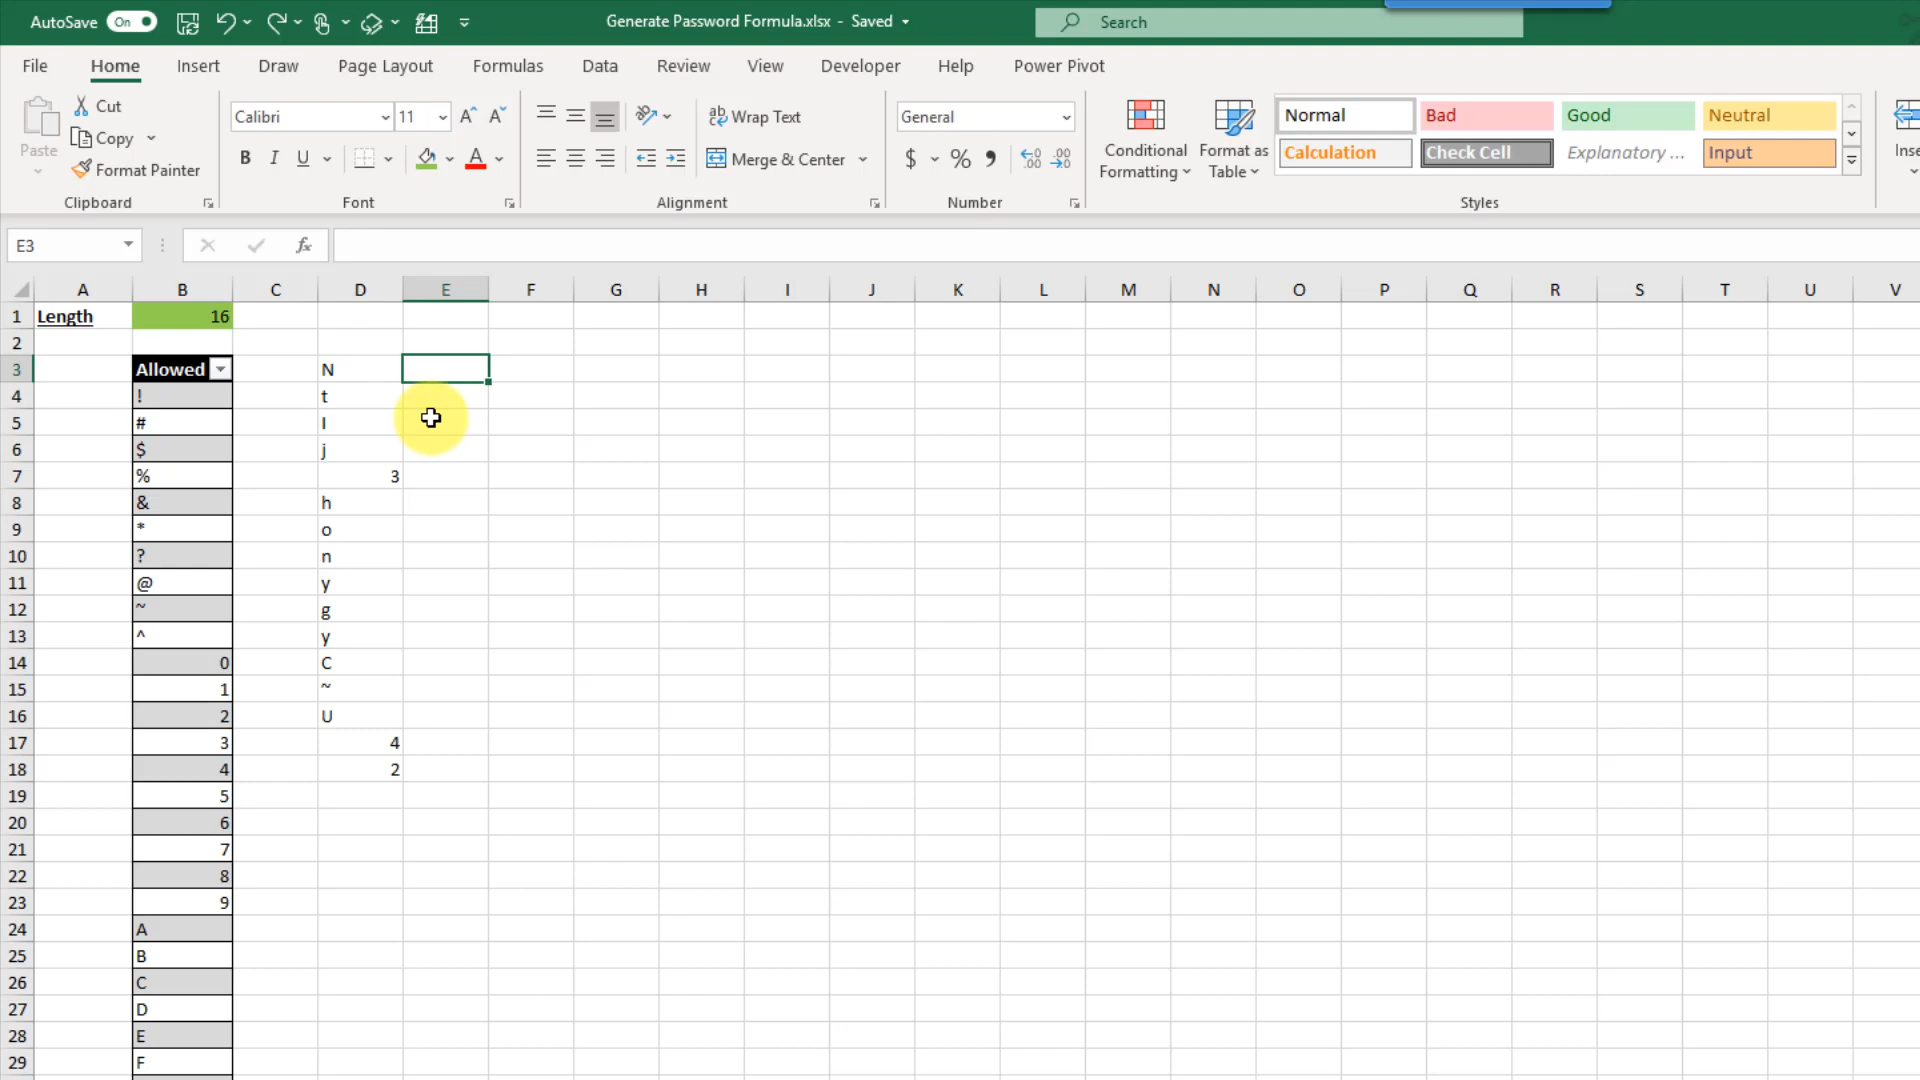 AutoSave On Generate Password Formula.xlsx - Saved Search
File Home Insert Draw Page Layout Formulas Data Review View Developer Help Power Pivot
Paste Cut Copy Format Painter Clipboard
Calibri 11 B I U Font
Wrap Text Merge & Center Alignment
General $ % Number
Conditional Formatting Format as Table
Normal Bad Good Neutral
Calculation Check Cell Explanatory ... Input
Styles
Inse
E3 fx
A B C D E F G H I J K L M N O P Q R S T U V
1 Length 16
2
3 Allowed N
4 ! t
5 # I
6 $ j
7 % 3
8 & h
9 * o
10 ? n
11 @ y
12 ~ g
13 ^ y
14 0 C
15 1 ~
16 2 U
17 3 4
18 4 2
19 5
20 6
21 7
22 8
23 9
24 A
25 B
26 C
27 D
28 E
29 F